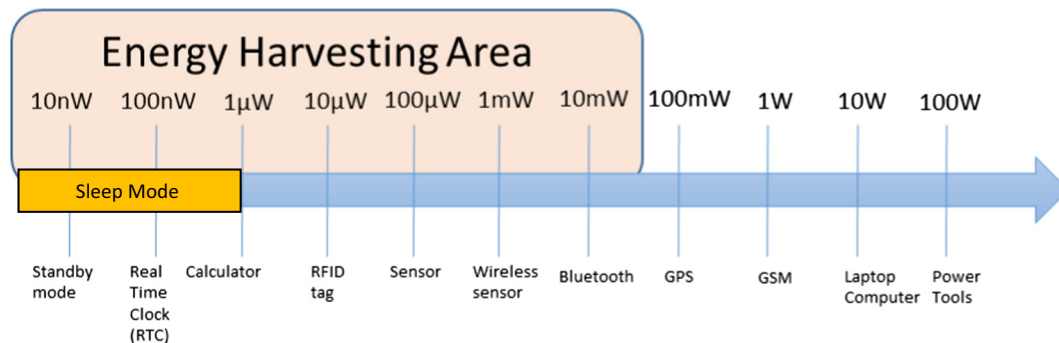 Energy Harvesting Area
10nW 100nW 1μW 10μW 100μW 1mW 10mW 100mW 1W 10W 100W
Sleep Mode
Standby
mode
Real
Time
Clock
(RTC)
Calculator
RFID
tag
Sensor
Wireless
sensor
Bluetooth
GPS
GSM
Laptop
Computer
Power
Tools